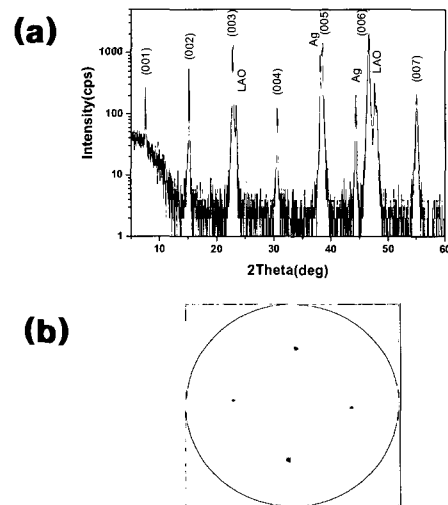 (a)
(001)
(002)
(003)
LAO
(004)
Ag
(005)
Ag
(006)
LAO
(007)
Intensity(cps)
1000
100
10
1
10
20
30
40
50
60
2Theta(deg)
(b)